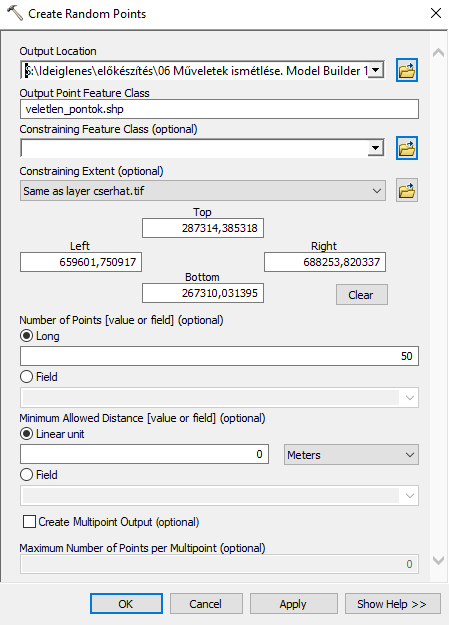 Create Random Points
Output Location
S:\Ideiglenes\előkészítés\06 Műveletek ismétlése. Model Builder 1
Output Point Feature Class
veletlen_pontok.shp
Constraining Feature Class (optional)
Constraining Extent (optional)
Same as layer cserhat.tif
Top
287314,385318
Left Right
659601,750917 688253,820337
Bottom
267310,031395 Clear
Number of Points [value or field] (optional)
Long
50
Field
Minimum Allowed Distance [value or field] (optional)
Linear unit
0 Meters
Field
Create Multipoint Output (optional)
Maximum Number of Points per Multipoint (optional)
0
OK Cancel Apply Show Help >>